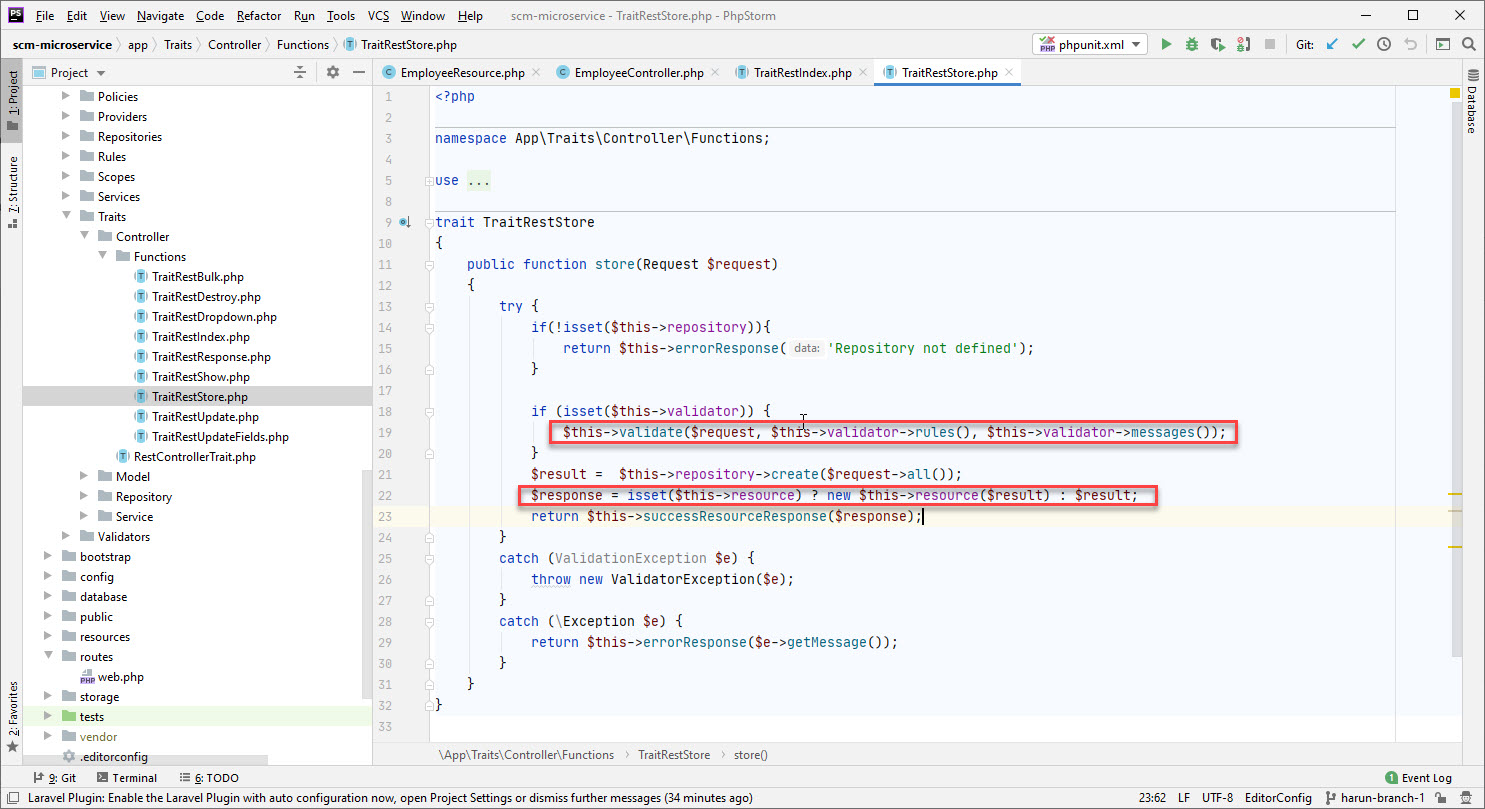 File Edit View Navigate Code Refactor Run Tools VCS Window Help scm-microservice - TraitRestStore.php - PhpStorm
scm-microservice app Traits Controller Functions TraitRestStore.php phpunit.xml Git:
1: Project
7: Structure
2: Favorites
Project
Policies
Providers
Repositories
Rules
Scopes
Services
Traits
Controller
Functions
TraitRestBulk.php
TraitRestDestroy.php
TraitRestDropdown.php
TraitRestIndex.php
TraitRestResponse.php
TraitRestShow.php
TraitRestStore.php
TraitRestUpdate.php
TraitRestUpdateFields.php
RestControllerTrait.php
Model
Repository
Service
Validators
bootstrap
config
database
public
resources
routes
web.php
storage
tests
vendor
.editorconfig
EmployeeResource.php EmployeeController.php TraitRestIndex.php TraitRestStore.php
1 <?php
2
3 namespace App\Traits\Controller\Functions;
4
5 use ...
8
9 trait TraitRestStore
10 {
11 public function store(Request $request)
12 {
13 try {
14 if(!isset($this->repository)){
15 return $this->errorResponse( data: 'Repository not defined');
16 }
17
18 if (isset($this->validator)) {
19 $this->validate($request, $this->validator->rules(), $this->validator->messages());
20 }
21 $result =  $this->repository->create($request->all());
22 $response = isset($this->resource) ? new $this->resource($result) : $result;
23 return $this->successResourceResponse($response);
24 }
25 catch (ValidationException $e) {
26 throw new ValidatorException($e);
27 }
28 catch (\Exception $e) {
29 return $this->errorResponse($e->getMessage());
30 }
31 }
32 }
33
\App\Traits\Controller\Functions TraitRestStore store()
Database
9: Git Terminal 6: TODO 1 Event Log
Laravel Plugin: Enable the Laravel Plugin with auto configuration now, open Project Settings or dismiss further messages (34 minutes ago) 23:62 LF UTF-8 EditorConfig harun-branch-1